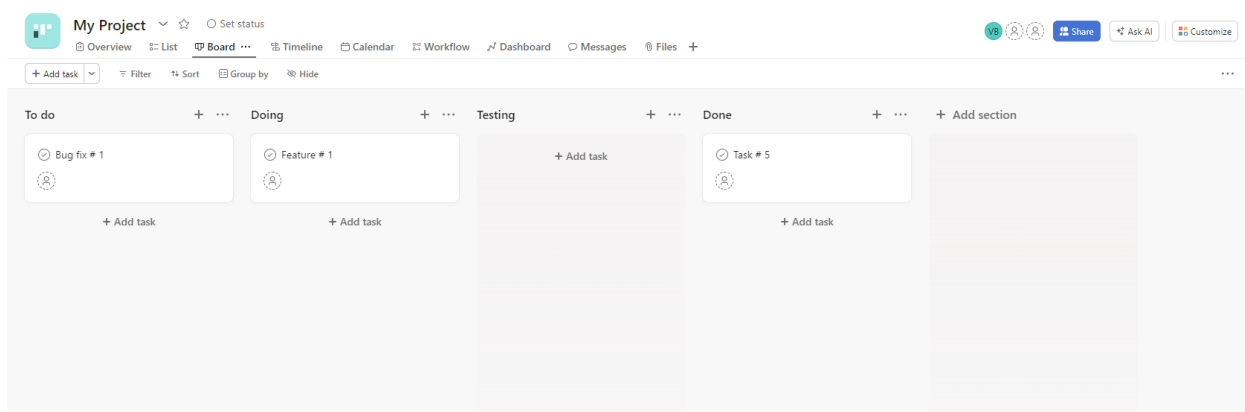 My Project Set status
Overview List Board ... Timeline Calendar Workflow Dashboard Messages Files +
VB Share Ask AI Customize
+ Add task Filter Sort Group by Hide ...
To do + ... Doing + ... Testing + ... Done + ... + Add section
Bug fix # 1 Feature # 1 + Add task Task # 5
+ Add task + Add task + Add task